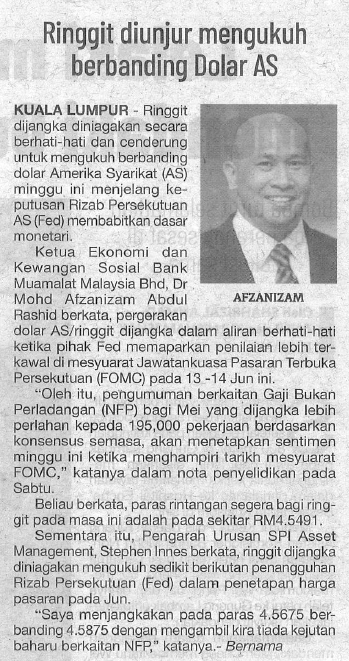 Ringgit diunjur mengukuh
berbanding Dolar AS
KUALA LUMPUR - Ringgit
dijangka diniagakan secara
berhati-hati dan cenderung
untuk mengukuh berbanding
dolar Amerika Syarikat (AS)
minggu ini menjelang ke-
putusan Rizab Persekutuan
AS (Fed) membabitkan dasar
monetari.
Ketua Ekonomi dan
Kewangan Sosial Bank
Muamalat Malaysia Bhd, Dr
Mohd Afzanizam Abdul
Rashid berkata, pergerakan
AFZANIZAM
dolar AS/ringgit dijangka dalam aliran berhati-hati
ketika pihak Fed memaparkan penilaian lebih ter-
kawal di mesyuarat Jawatankuasa Pasaran Terbuka
Persekutuan (FOMC) pada 13 -14 Jun ini.
“Oleh itu, pengumuman berkaitan Gaji Bukan
Perladangan (NFP) bagi Mei yang dijangka lebih
perlahan kepada 195,000 pekerjaan berdasarkan
konsensus semasa, akan menetapkan sentimen
minggu ini ketika menghampiri tarikh mesyuarat
FOMC,” katanya dalam nota penyelidikan pada
Sabtu.
Beliau berkata, paras rintangan segera bagi ring-
git pada masa ini adalah pada sekitar RM4.5491.
Sementara itu, Pengarah Urusan SPI Asset
Management, Stephen Innes berkata, ringgit dijangka
diniagakan mengukuh sedikit berikutan penangguhan
Rizab Persekutuan (Fed) dalam penetapan harga
pasaran pada Jun.
“Saya menjangkakan pada paras 4.5675 ber-
banding 4.5875 dengan mengambil kira tiada kejutan
baharu berkaitan NFP,” katanya.- Bernama